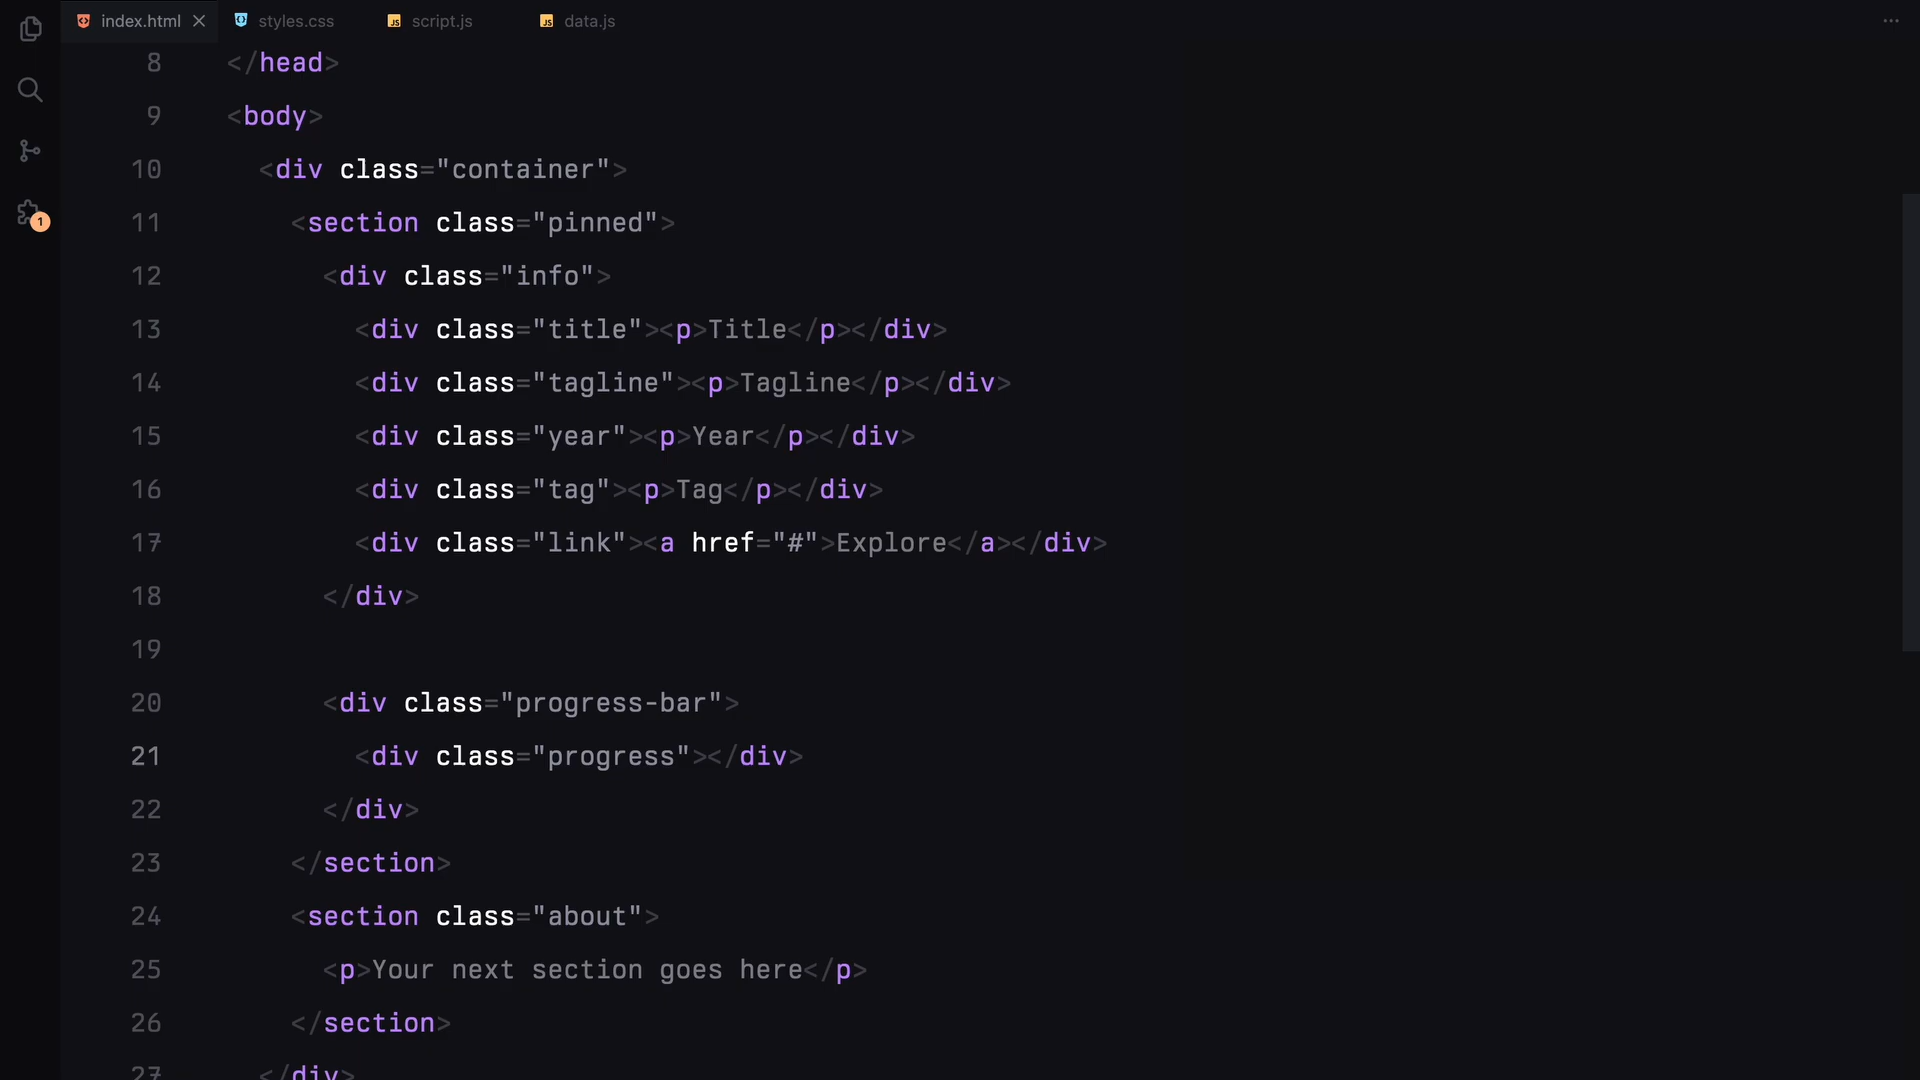 index.html styles.css script.js data.js
8 </head>
9 <body>
10 <div class="container">
11 <section class="pinned">
12 <div class="info">
13 <div class="title"><p>Title</p></div>
14 <div class="tagline"><p>Tagline</p></div>
15 <div class="year"><p>Year</p></div>
16 <div class="tag"><p>Tag</p></div>
17 <div class="link"><a href="#">Explore</a></div>
18 </div>
19
20 <div class="progress-bar">
21 <div class="progress"></div>
22 </div>
23 </section>
24 <section class="about">
25 <p>Your next section goes here</p>
26 </section>
27 </div>
1